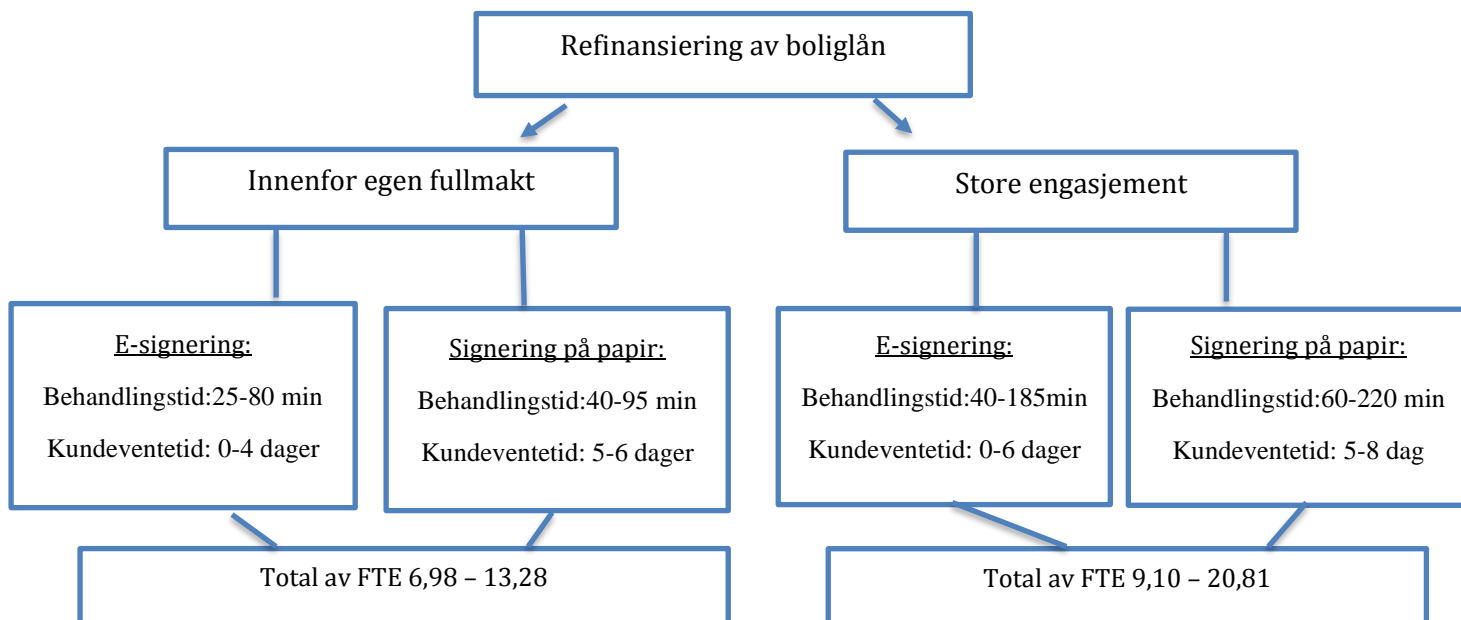 Refinansiering av boliglån
Innenfor egen fullmakt
Store engasjement
E-signering:
Behandlingstid:25-80 min
Kundeventetid: 0-4 dager
Signering på papir:
Behandlingstid:40-95 min
Kundeventetid: 5-6 dager
E-signering:
Behandlingstid:40-185min
Kundeventetid: 0-6 dager
Signering på papir:
Behandlingstid:60-220 min
Kundeventetid: 5-8 dag
Total av FTE 6,98 – 13,28
Total av FTE 9,10 – 20,81